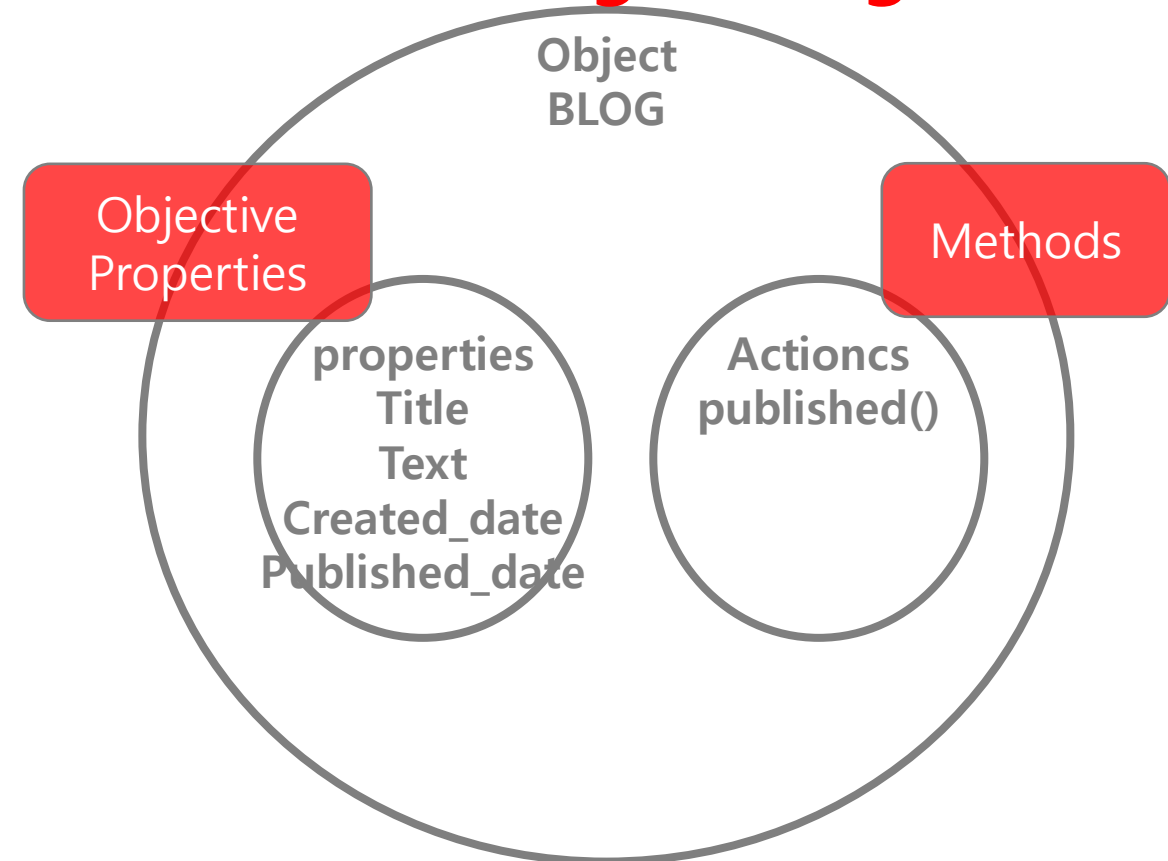 Object
BLOG
Objective
Properties
Methods
properties
Title
Text
Created_date
Published_date
Actioncs
published()